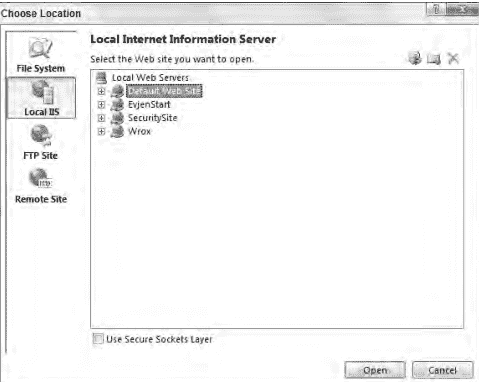 Choose Location
File System
Local IIS
FTP Site
Remote Site
Local Internet Information Server
Select the Web site you want to open.
Local Web Servers
Default Web Site
EvjenStart
SecuritySite
Wrox
Use Secure Sockets Layer
Open
Cancel